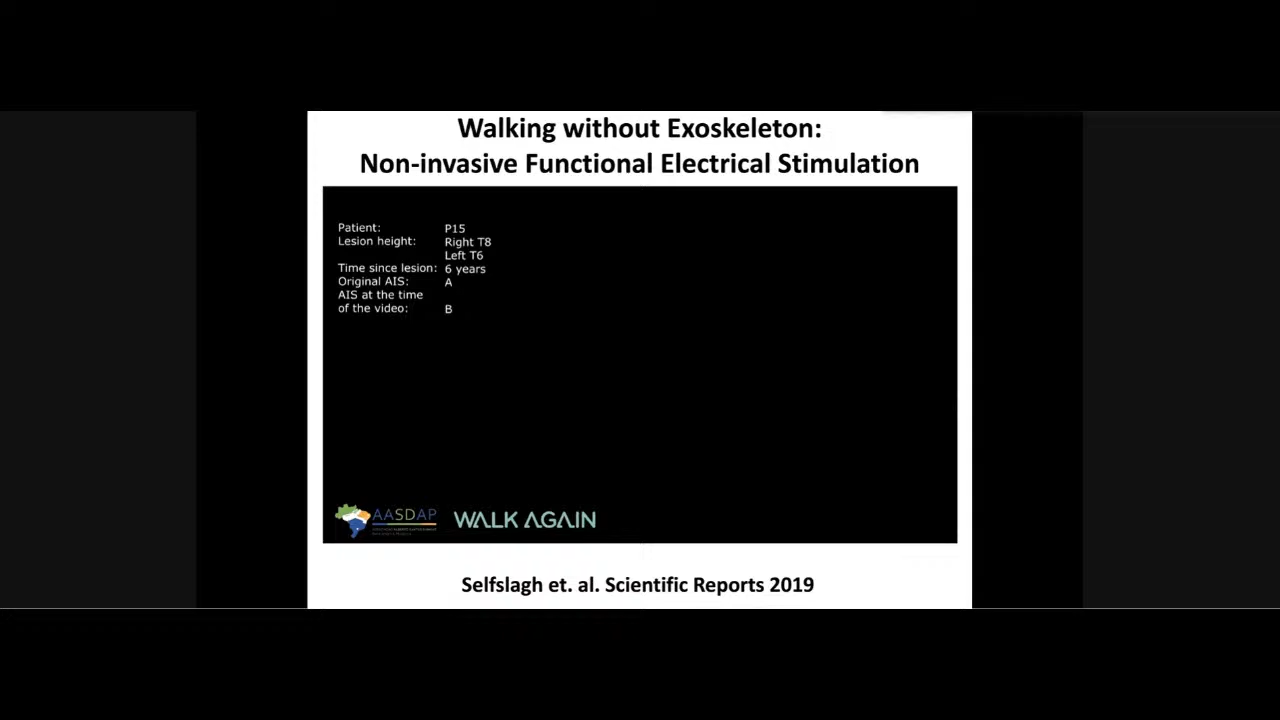 Walking without Exoskeleton:
Non-invasive Functional Electrical Stimulation
Patient: P15
Lesion height: Right T8
Left T6
Time since lesion: 6 years
Original AIS: A
AIS at the time
of the video: B
AASDAP
WALK AGAIN
Selfslagh et. al. Scientific Reports 2019